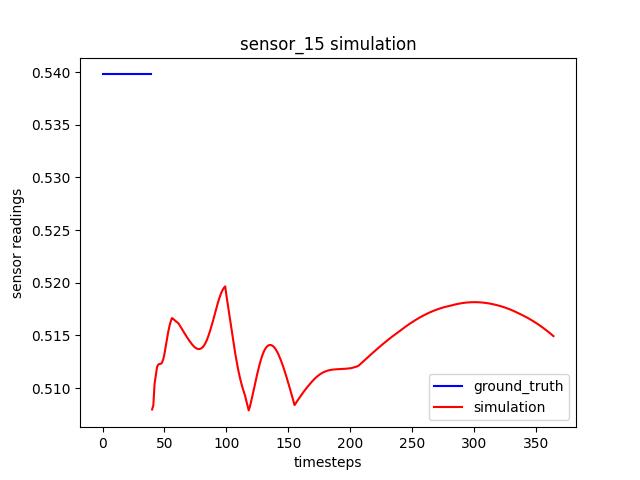 sensor_15 simulation
sensor readings
0.540
0.535
0.530
0.525
0.520
0.515
0.510
0 50 100 150 200 250 300 350
timesteps
ground_truth
simulation